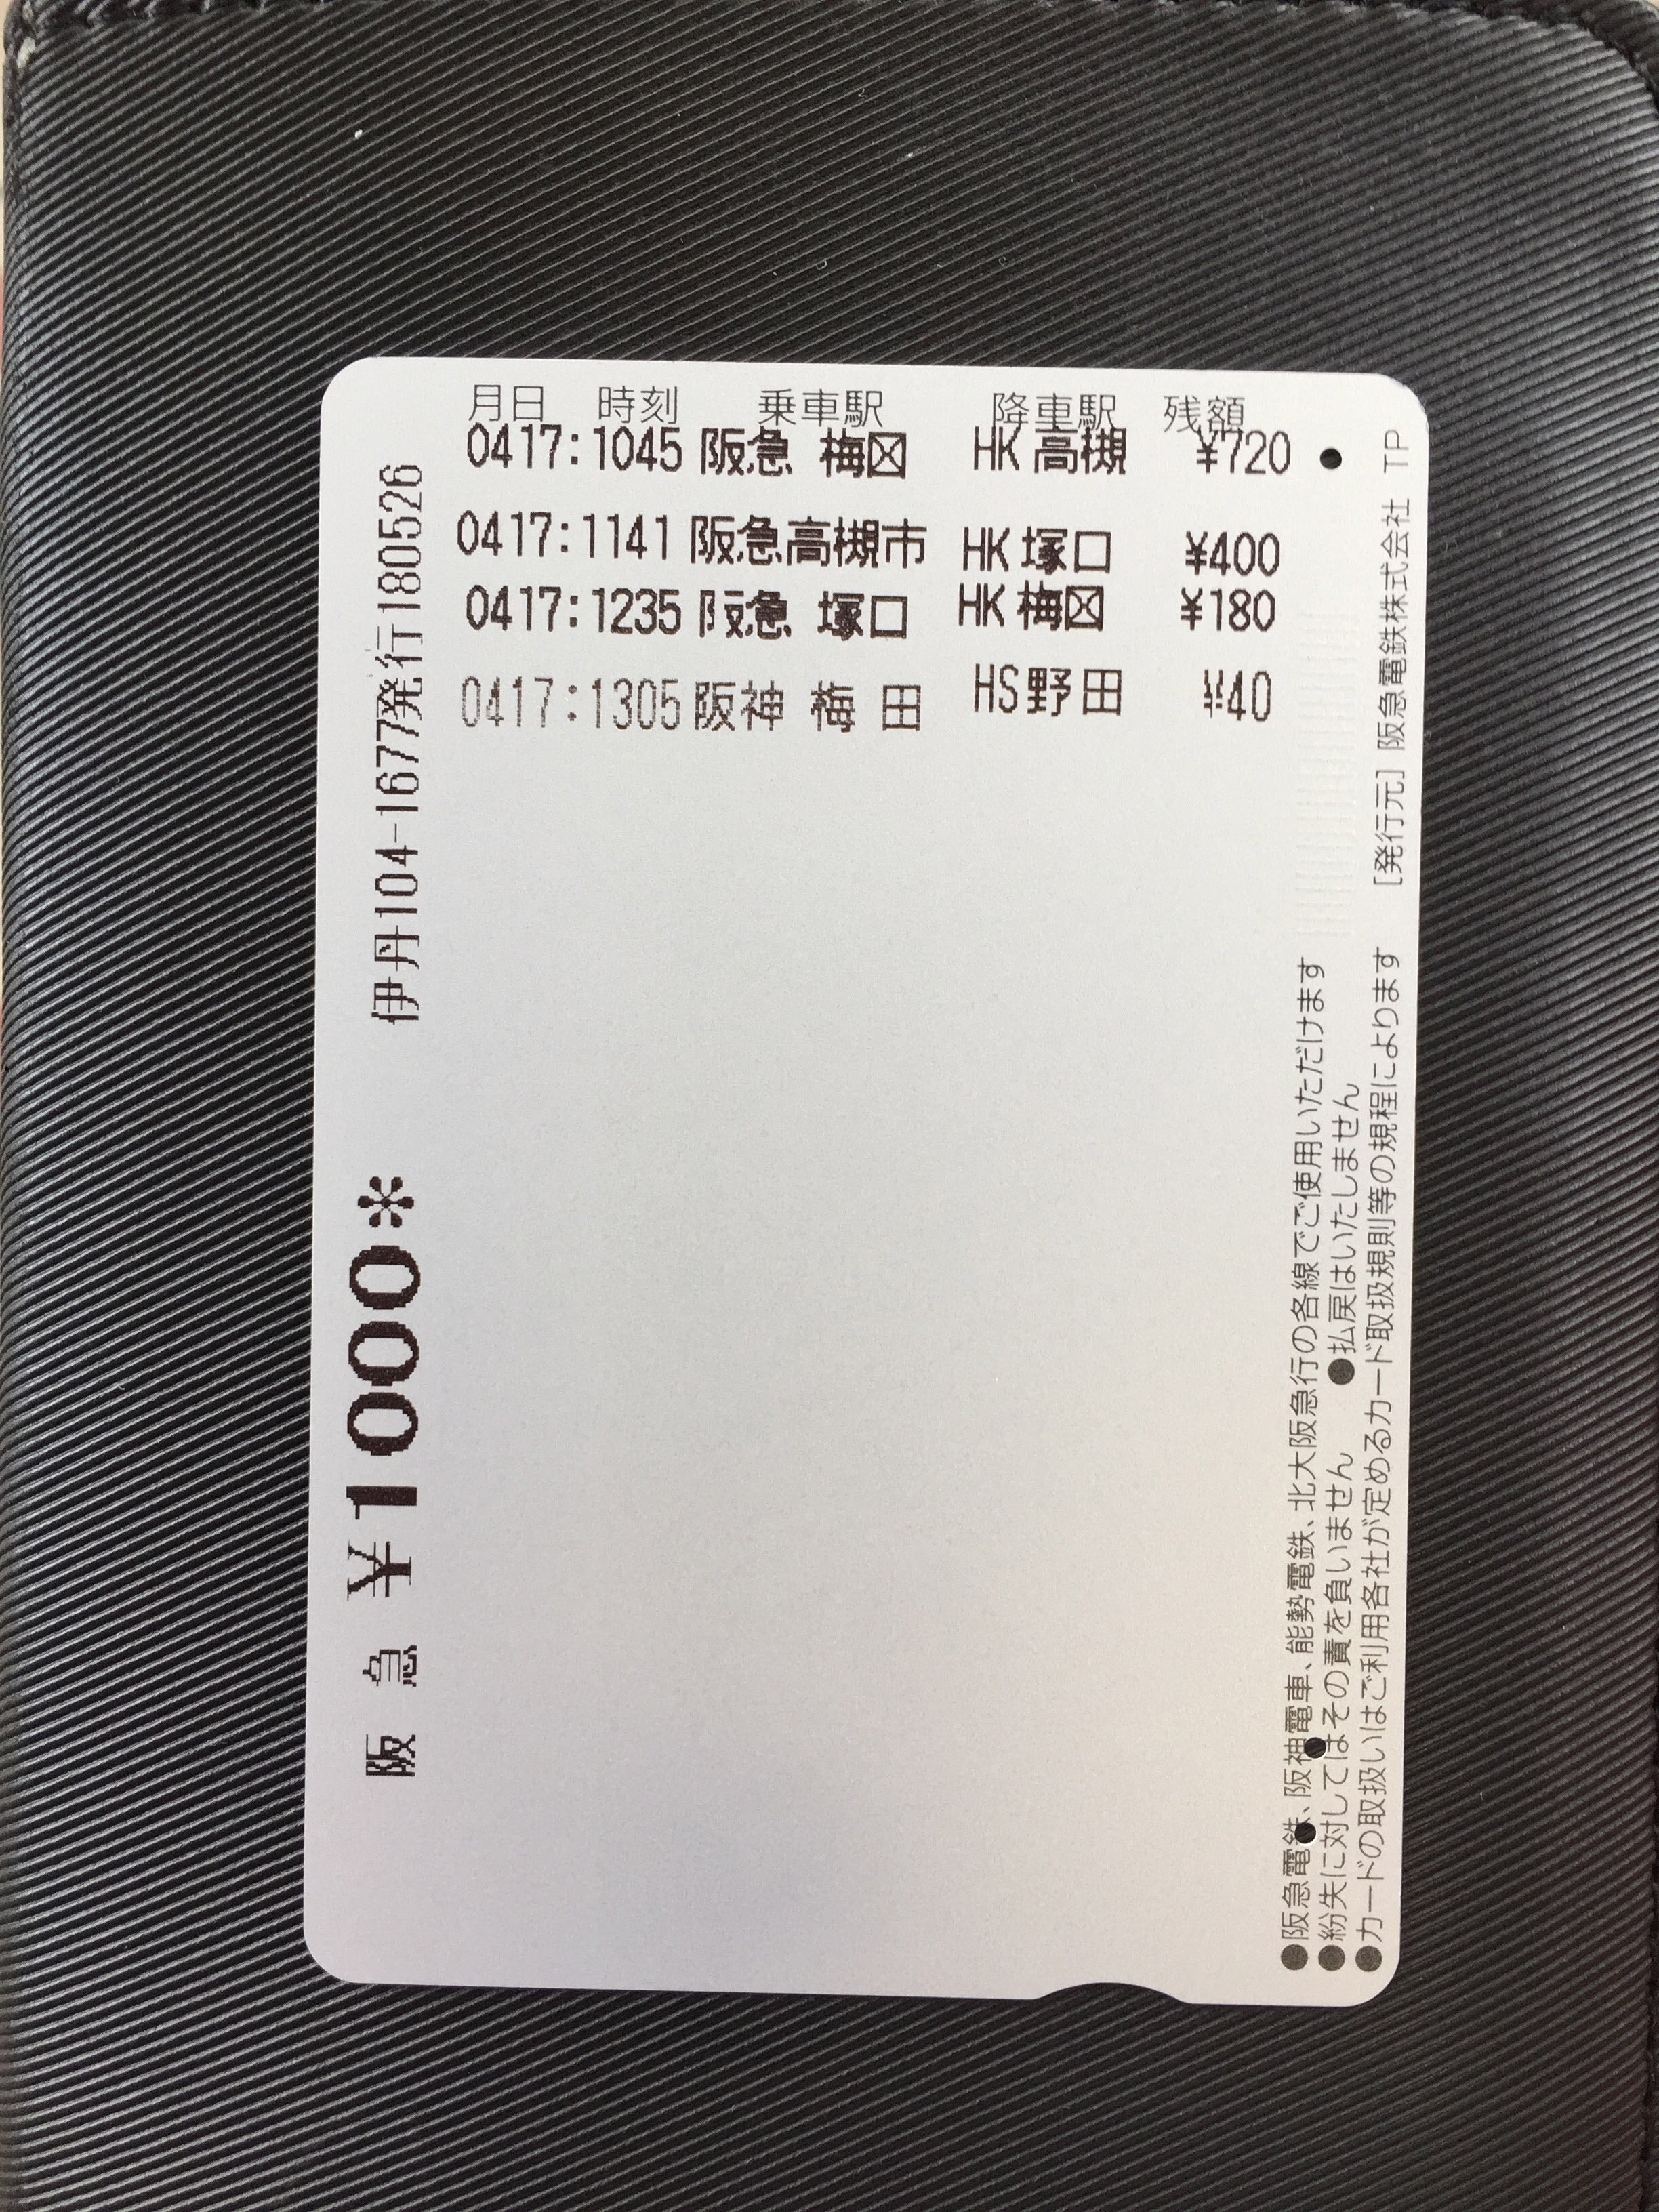 阪急 ¥1000* 伊丹104-1677発行180526
月日 時刻 乗車駅 降車駅 残額
0417:1045 阪急 梅図 HK 高槻 ¥720
0417:1141 阪急高槻市 HK 塚口 ¥400
0417:1235 阪急 塚口 HK 梅図 ¥180
0417:1305 阪神 梅田 HS野田 ¥40
●阪急電鉄、阪神電車、能勢電鉄、北大阪急行の各線でご使用いただけます
●紛失に対してはその責を負いません ●払戻はいたしません
●カードの取扱いはご利用各社が定めるカード取扱規則等の規程によります [発行元] 阪急電鉄株式会社 TP